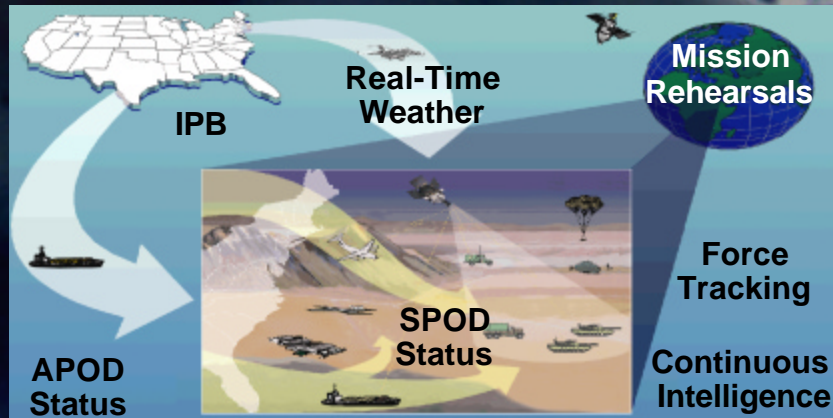 Mission
Rehearsals
Real-Time
Weather
IPB
Force
Tracking
SPOD
Status
APOD
Status
Continuous
Intelligence